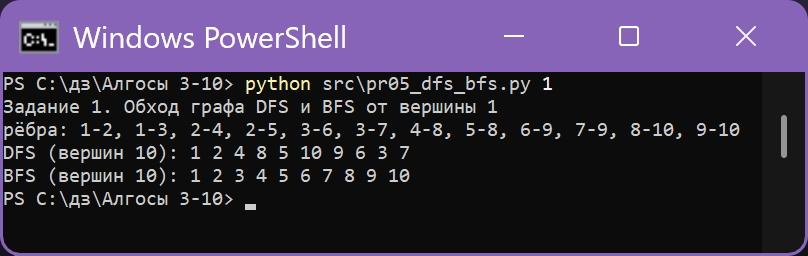 Windows PowerShell
PS C:\дз\Алгосы 3-10> python src\pr05_dfs_bfs.py 1
Задание 1. Обход графа DFS и BFS от вершины 1
рёбра: 1-2, 1-3, 2-4, 2-5, 3-6, 3-7, 4-8, 5-8, 6-9, 7-9, 8-10, 9-10
DFS (вершин 10): 1 2 4 8 5 10 9 6 3 7
BFS (вершин 10): 1 2 3 4 5 6 7 8 9 10
PS C:\дз\Алгосы 3-10>